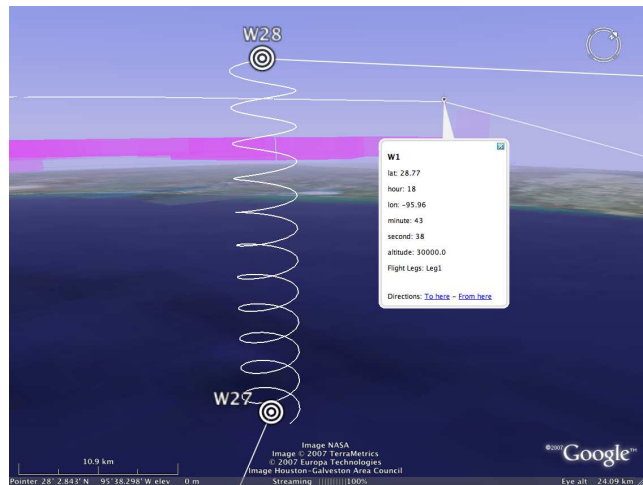 W28
W1
lat: 28.77
hour: 18
lon: -95.96
minute: 43
second: 38
altitude: 30000.0
Flight Legs: Leg1
Directions: To here - From here
W27
10.9 km
Image NASA
Image © 2007 TerraMetrics
© 2007 Europa Technologies
Image Houston-Galveston Area Council
©2007 Google™
Pointer 28° 2.843' N 95°38.298' W elev 0 m Streaming |||||||||| 100% Eye alt 24.09 km